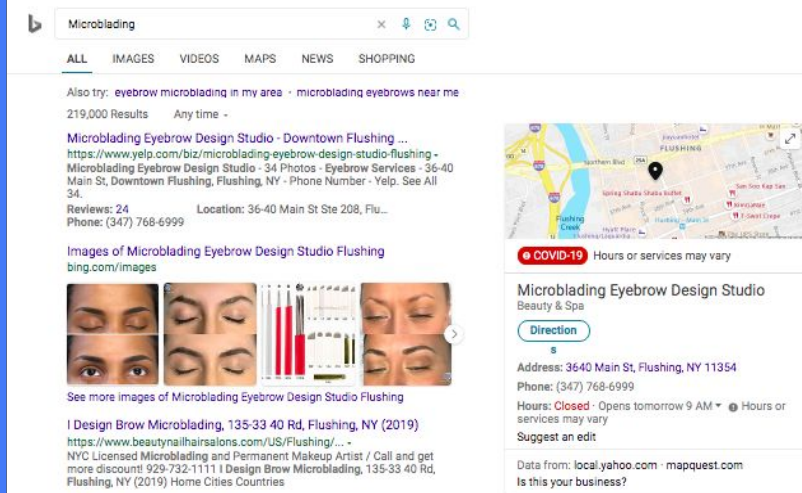 Microblading
ALL IMAGES VIDEOS MAPS NEWS SHOPPING
Also try: eyebrow microblading in my area · microblading eyebrows near me
219,000 Results Any time
Microblading Eyebrow Design Studio - Downtown Flushing ...
https://www.yelp.com/biz/microblading-eyebrow-design-studio-flushing
Microblading Eyebrow Design Studio - 34 Photos - Eyebrow Services - 36-40
Main St, Downtown Flushing, Flushing, NY - Phone Number - Yelp. See All
34.
Reviews: 24 Location: 36-40 Main St Ste 208, Flu...
Phone: (347) 768-6999
Images of Microblading Eyebrow Design Studio Flushing
bing.com/images
See more images of Microblading Eyebrow Design Studio Flushing
I Design Brow Microblading, 135-33 40 Rd, Flushing, NY (2019)
https://www.beautynailhairsalons.com/US/Flushing/...
NYC Licensed Microblading and Permanent Makeup Artist / Call and get
more discount! 929-732-1111 I Design Brow Microblading, 135-33 40 Rd,
Flushing, NY (2019) Home Cities Countries
FLUSHING
Northern Blvd
25A
678
Spring Shabu Shabu Buffet
Flushing
Creek
Hyatt Place
COVID-19 Hours or services may vary
Microblading Eyebrow Design Studio
Beauty & Spa
Direction
s
Address: 3640 Main St, Flushing, NY 11354
Phone: (347) 768-6999
Hours: Closed · Opens tomorrow 9 AM Hours or
services may vary
Suggest an edit
Data from: local.yahoo.com · mapquest.com
Is this your business?